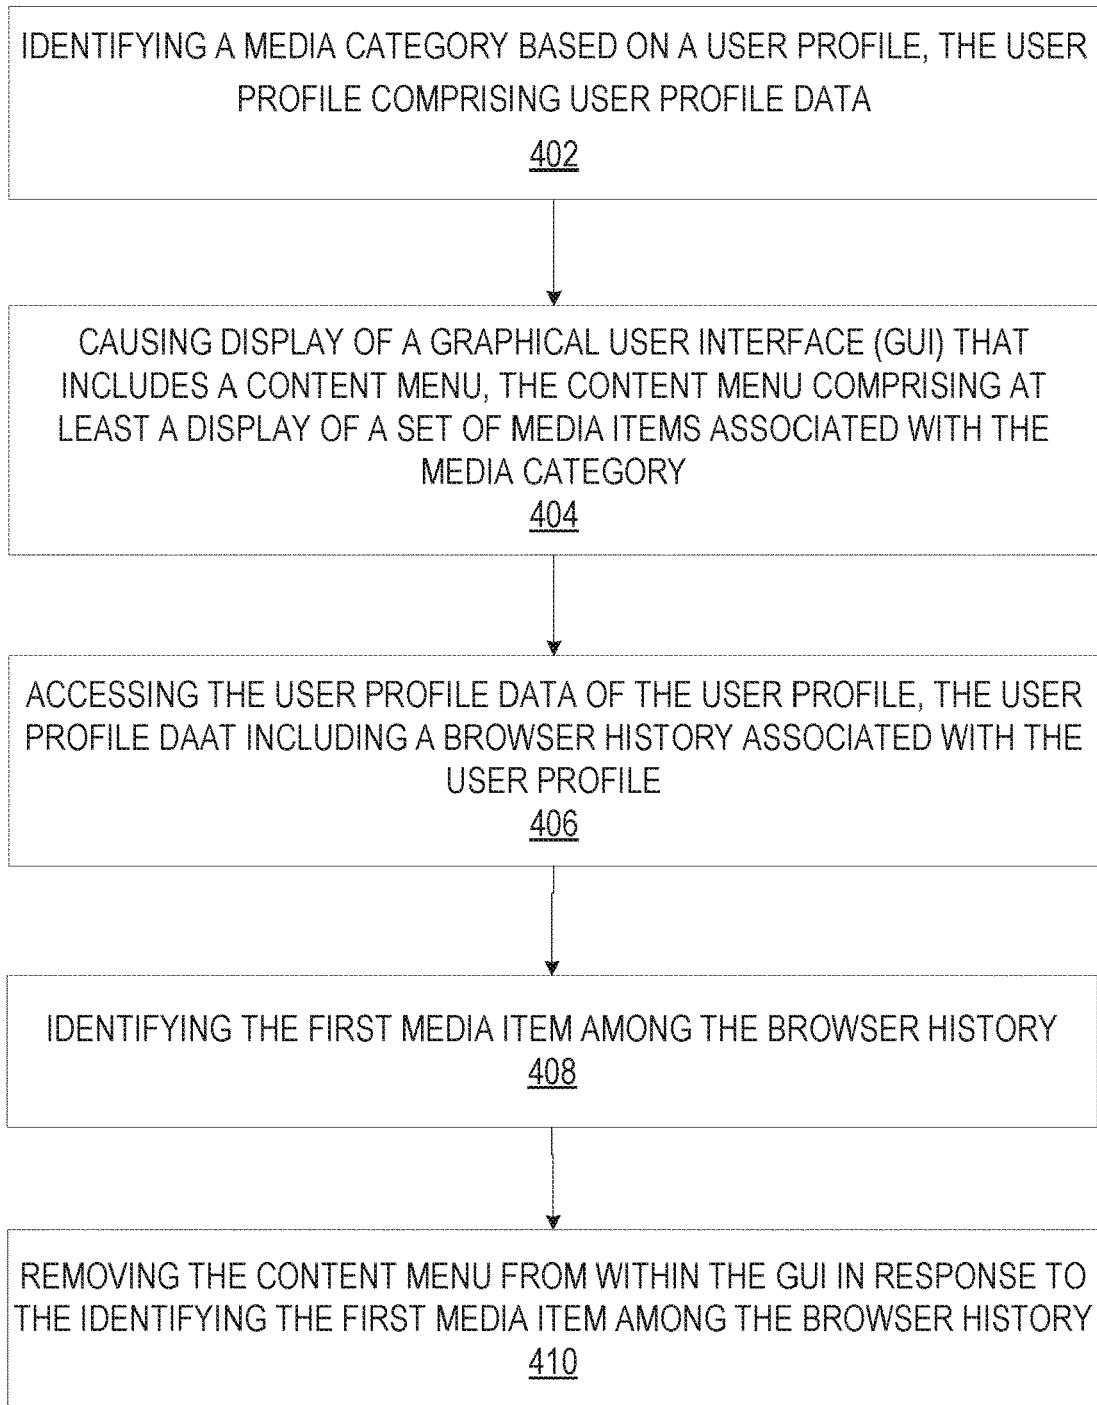 IDENTIFYING A MEDIA CATEGORY BASED ON A USER PROFILE, THE USER
PROFILE COMPRISING USER PROFILE DATA
402
CAUSING DISPLAY OF A GRAPHICAL USER INTERFACE (GUI) THAT
INCLUDES A CONTENT MENU, THE CONTENT MENU COMPRISING AT
LEAST A DISPLAY OF A SET OF MEDIA ITEMS ASSOCIATED WITH THE
MEDIA CATEGORY
404
ACCESSING THE USER PROFILE DATA OF THE USER PROFILE, THE USER
PROFILE DAAT INCLUDING A BROWSER HISTORY ASSOCIATED WITH THE
USER PROFILE
406
IDENTIFYING THE FIRST MEDIA ITEM AMONG THE BROWSER HISTORY
408
REMOVING THE CONTENT MENU FROM WITHIN THE GUI IN RESPONSE TO
THE IDENTIFYING THE FIRST MEDIA ITEM AMONG THE BROWSER HISTORY
410